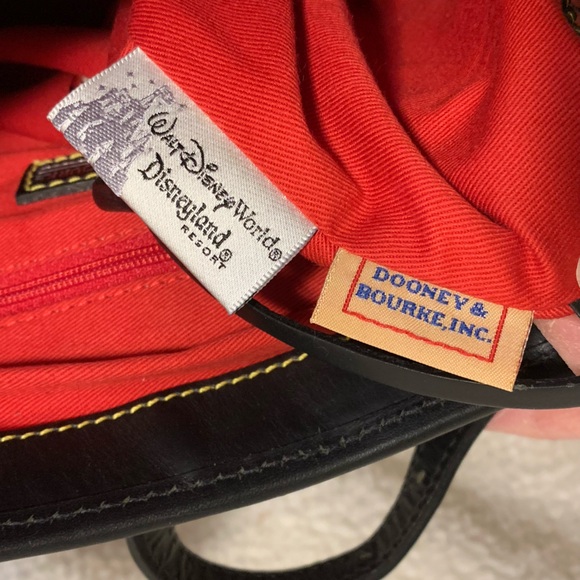 WALT DISNEY WORLD®
Disneyland®
RESORT
DOONEY &
BOURKE, INC.